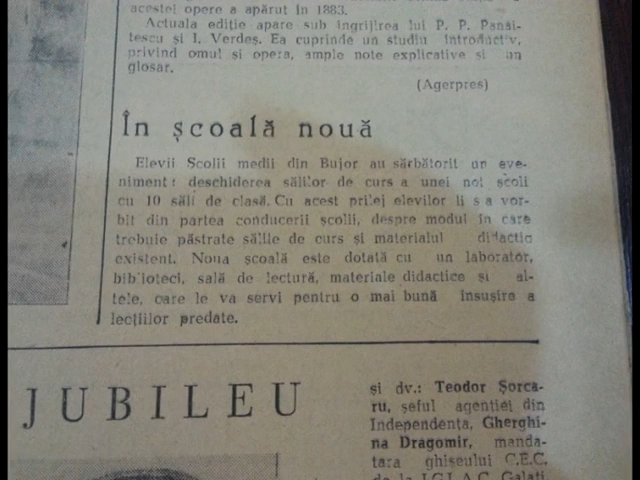 acestei opere a apărut în 1883.
Actuala ediție apare sub îngrijirea lui P. P. Panăi-
tescu și I. Verdeș. Ea cuprinde un studiu introductiv,
privind omul și opera, ample note explicative și un
glosar.
(Agerpres)
În școală nouă
Elevii Școlii medii din Bujor au sărbătorit un eve-
niment: deschiderea sălilor de curs a unei noi școli
cu 10 săli de clasă. Cu acest prilej elevilor li s-a vor-
bit din partea conducerii școlii, despre modul în care
trebuie păstrate sălile de curs și materialul didactic
existent. Noua școală este dotată cu un laborator,
biblioteci, sală de lectură, materiale didactice și al-
tele, care le va servi pentru o mai bună însușire a
lecțiilor predate.
JUBILEU
și dv.: Teodor Șorca-
ru, șeful agenției din
Independența, Gherghi-
na Dragomir, manda-
tara ghișeului C.E.C.
de la I.G.L.A.C. Galați